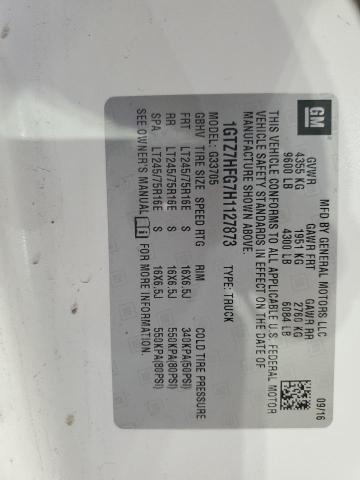 GM
MFD BY GENERAL MOTORS LLC 09/16
GVWR GAWR FRT GAWR RR
4355 KG 1951 KG 2760 KG
9600 LB 4300 LB 6084 LB
THIS VEHICLE CONFORMS TO ALL APPLICABLE U.S. FEDERAL MOTOR
VEHICLE SAFETY STANDARDS IN EFFECT ON THE DATE OF
MANUFACTURE SHOWN ABOVE.
1GTZ7HFG7H1127873 TYPE: TRUCK
MODEL: G33705
GBHV TIRE SIZE SPEED RTG RIM COLD TIRE PRESSURE
FRT LT245/75R16E S 16X6.5J 340KPA(50PSI)
RR LT245/75R16E S 16X6.5J 550KPA(80PSI)
SPA LT245/75R16E S 16X6.5J 550KPA(80PSI)
SEE OWNER'S MANUAL FOR MORE INFORMATION.